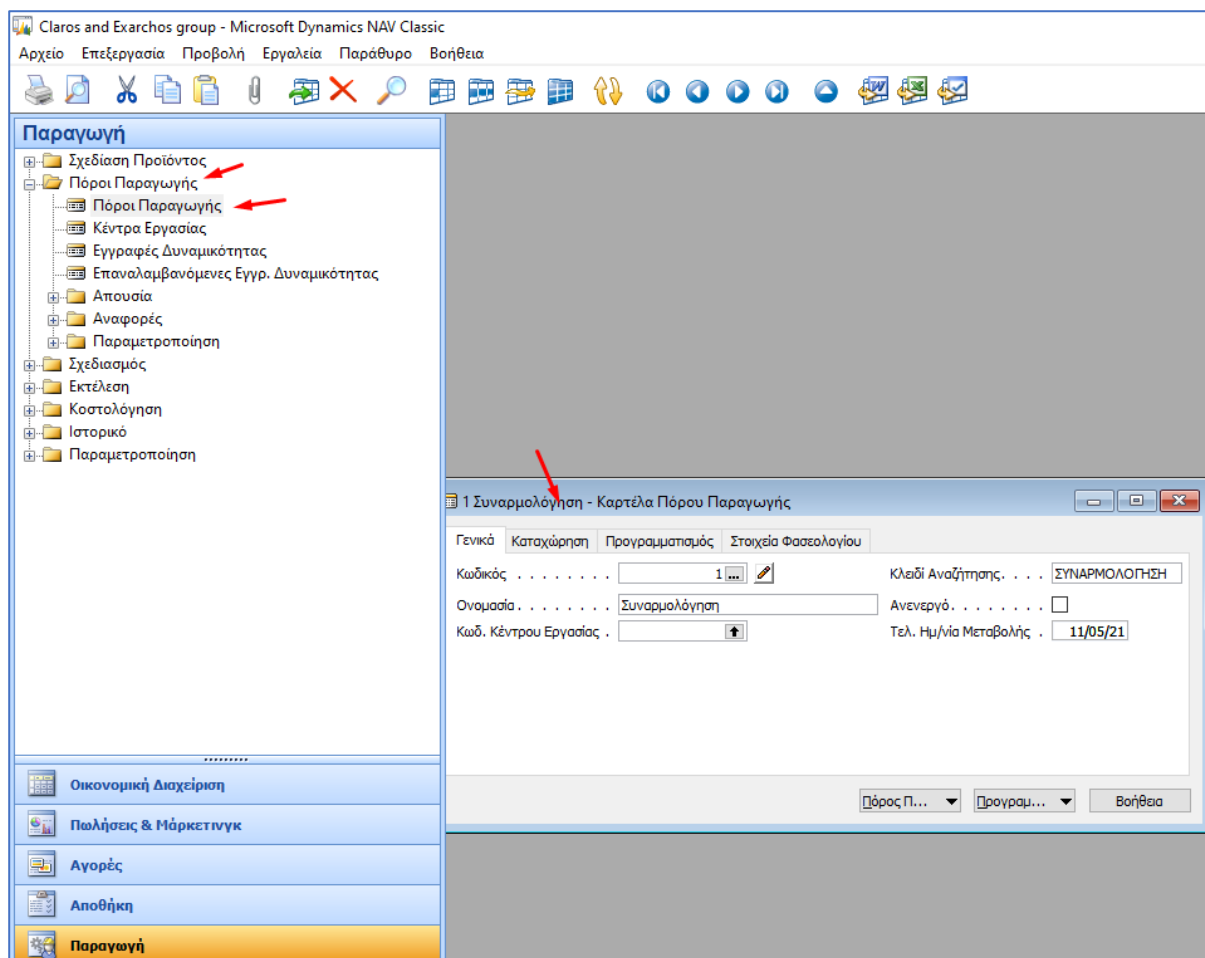 Claros and Exarchos group - Microsoft Dynamics NAV Classic
Αρχείο Επεξεργασία Προβολή Εργαλεία Παράθυρο Βοήθεια
Παραγωγή
Σχεδίαση Προϊόντος
Πόροι Παραγωγής
Πόροι Παραγωγής
Κέντρα Εργασίας
Εγγραφές Δυναμικότητας
Επαναλαμβανόμενες Εγγρ. Δυναμικότητας
Απουσία
Αναφορές
Παραμετροποίηση
Σχεδιασμός
Εκτέλεση
Κοστολόγηση
Ιστορικό
Παραμετροποίηση
1 Συναρμολόγηση - Καρτέλα Πόρου Παραγωγής
Γενικά Καταχώρηση Προγραμματισμός Στοιχεία Φασεολογίου
Κωδικός . . . . . . . . 1 ... Κλειδί Αναζήτησης. . . . ΣΥΝΑΡΜΟΛΟΓΗΣΗ
Ονομασία. . . . . . . . Συναρμολόγηση Ανενεργό. . . . . . . .
Κωδ. Κέντρου Εργασίας . Τελ. Ημ/νία Μεταβολής . 11/05/21
Πόρος Π... Προγραμ... Βοήθεια
Οικονομική Διαχείριση
Πωλήσεις & Μάρκετινγκ
Αγορές
Αποθήκη
Παραγωγή